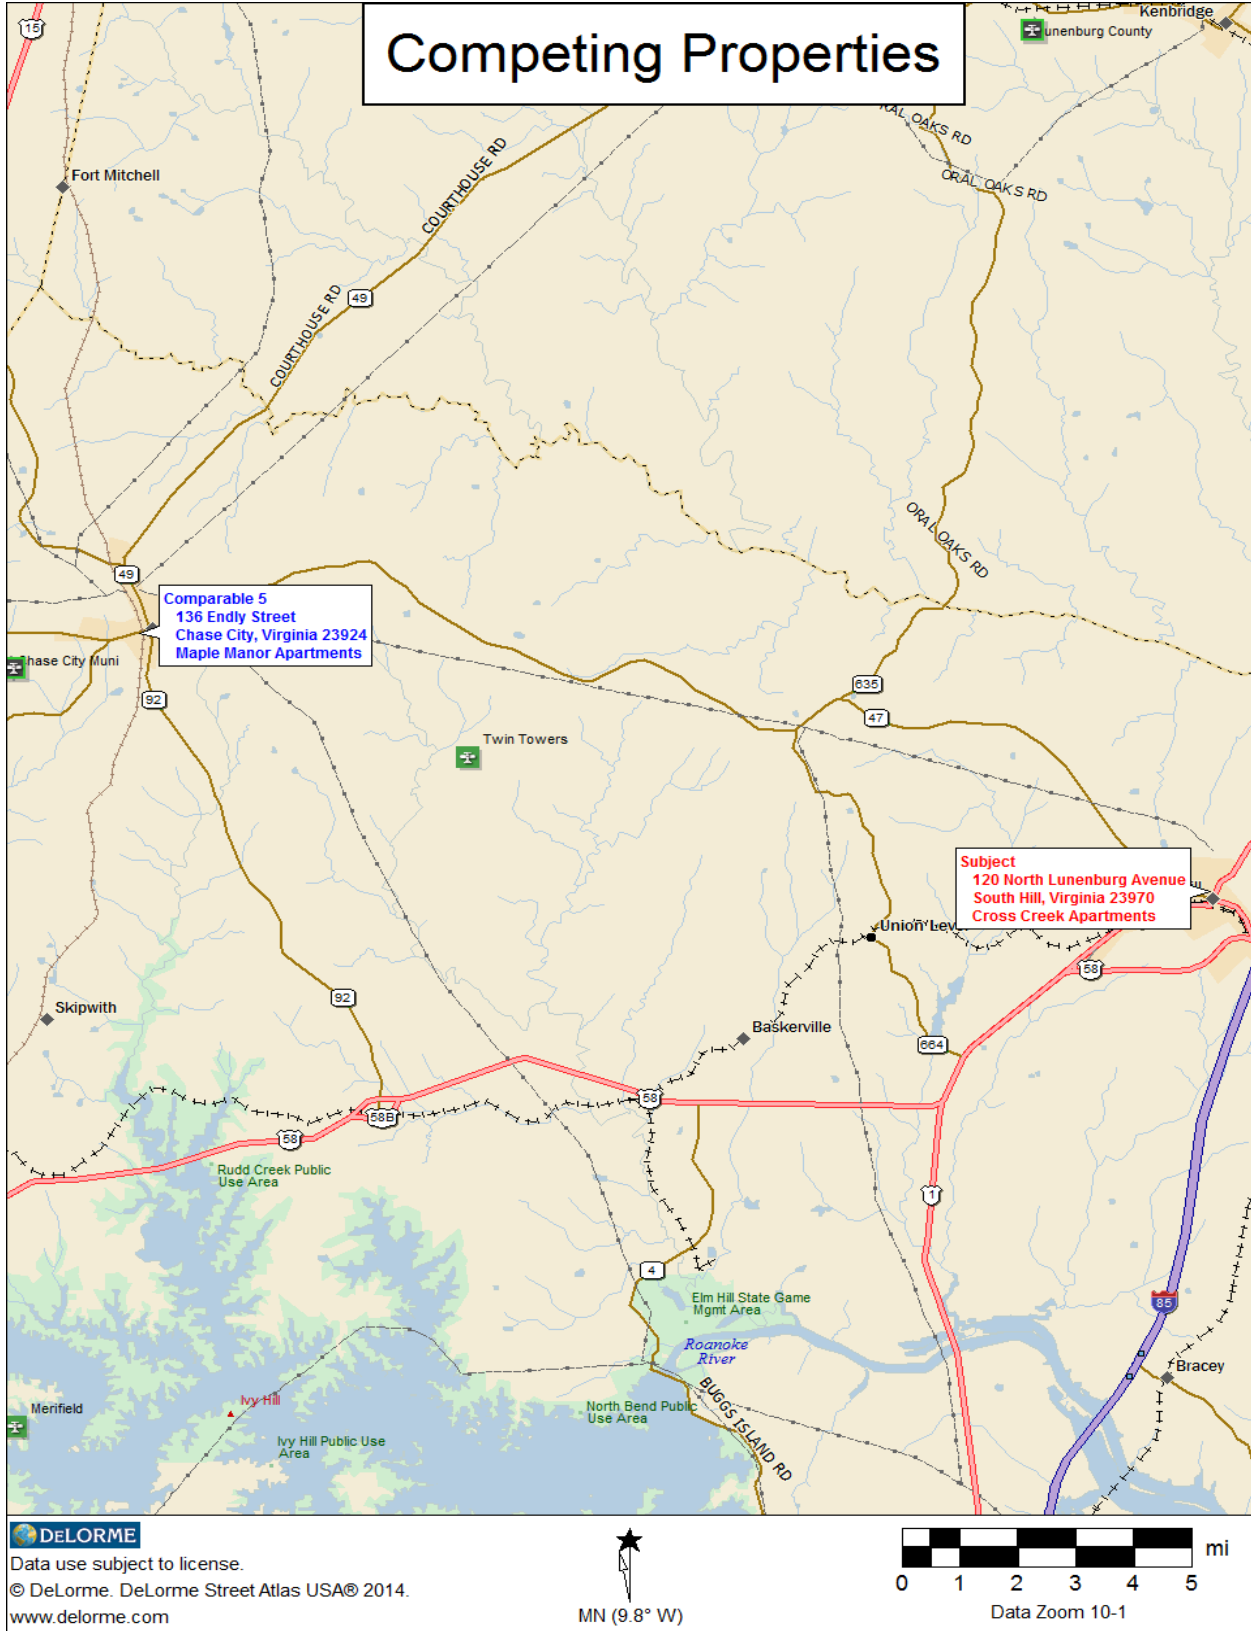 Competing Properties
15
Kenbridge
unenburg County
RAL OAKS RD
ORAL OAKS RD
Fort Mitchell
COURTHOUSE RD
49
COURTHOUSE RD
ORAL OAKS RD
49
Comparable 5
136 Endly Street
Chase City, Virginia 23924
Maple Manor Apartments
Chase City Muni
92
635
47
Twin Towers
Subject
120 North Lunenburg Avenue
South Hill, Virginia 23970
Cross Creek Apartments
Union Lev
58
92
Skipwith
Baskerville
664
58
58B
58
Rudd Creek Public
Use Area
1
4
Elm Hill State Game
Mgmt Area
85
Roanoke
River
Bracey
BUGGS ISLAND RD
Ivy Hill
North Bend Public
Use Area
Merifield
Ivy Hill Public Use
Area
DELORME
Data use subject to license.
© DeLorme. DeLorme Street Atlas USA® 2014.
www.delorme.com
MN (9.8° W)
mi
0 1 2 3 4 5
Data Zoom 10-1